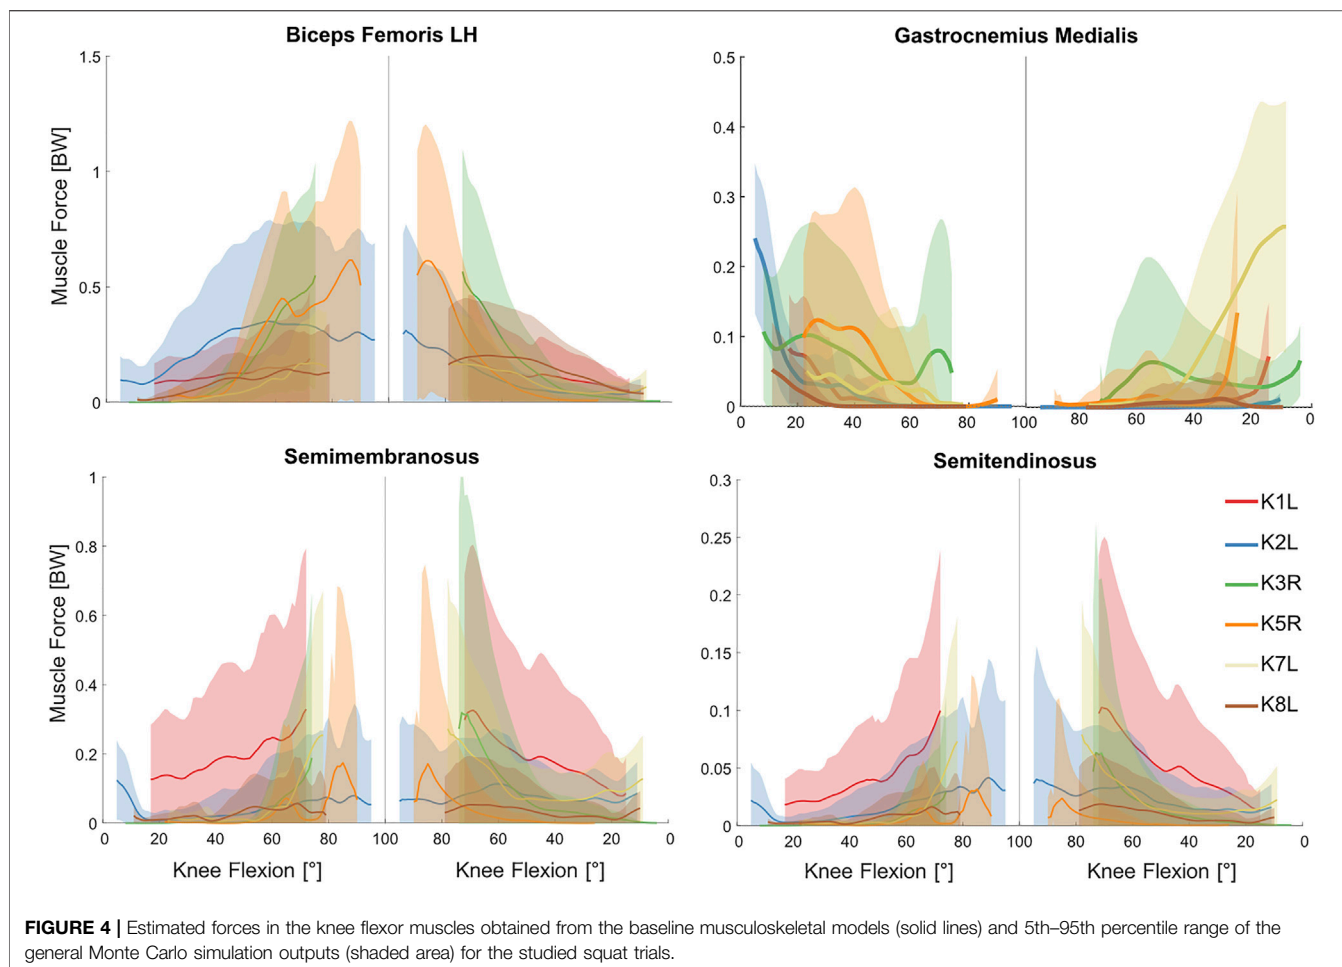 Biceps Femoris LH
Gastrocnemius Medialis
Muscle Force [BW]
1.5
1
0.5
0
0.5
0.4
0.3
0.2
0.1
0
0 20 40 60 80 100 80 60 40 20 0
Semimembranosus
Semitendinosus
Muscle Force [BW]
1
0.8
0.6
0.4
0.2
0
0.3
0.25
0.2
0.15
0.1
0.05
0
K1L
K2L
K3R
K5R
K7L
K8L
0 20 40 60 80 100 80 60 40 20 0
0 20 40 60 80 100 80 60 40 20 0
Knee Flexion [°] Knee Flexion [°]
Knee Flexion [°] Knee Flexion [°]
FIGURE 4 | Estimated forces in the knee flexor muscles obtained from the baseline musculoskeletal models (solid lines) and 5th–95th percentile range of the
general Monte Carlo simulation outputs (shaded area) for the studied squat trials.